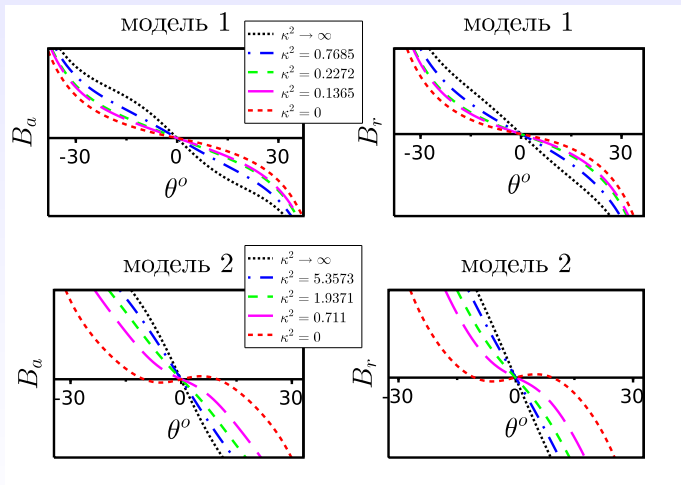 модель 1
модель 1
κ² → ∞
κ² = 0.7685
κ² = 0.2272
κ² = 0.1365
κ² = 0
B_a
-30 0 30
θ^o
B_r
-30 0 30
θ^o
модель 2
модель 2
κ² → ∞
κ² = 5.3573
κ² = 1.9371
κ² = 0.711
κ² = 0
B_a
-30 0 30
θ^o
B_r
-30 0 30
θ^o